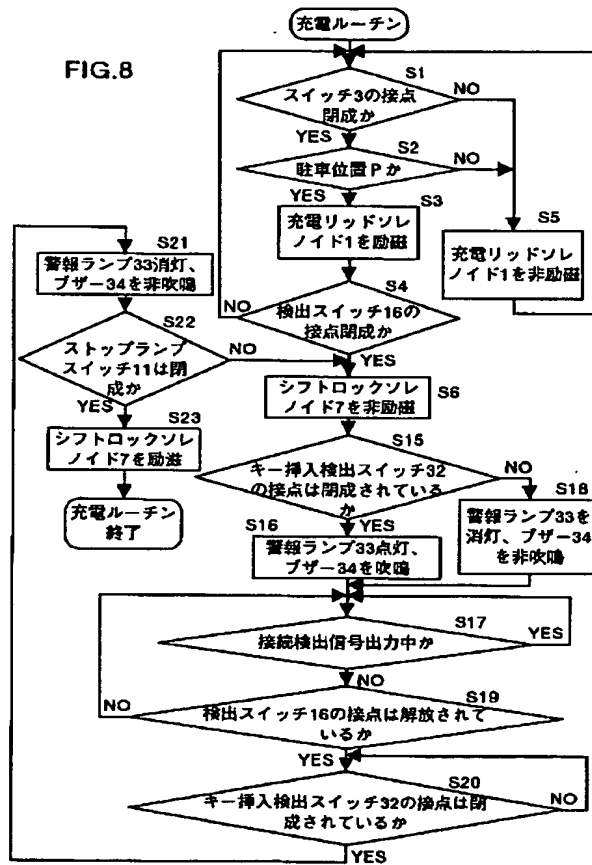 FIG.8
充電ルーチン
S1
スイッチ3の接点
閉成か
NO
YES
S2
駐車位置Pか
NO
YES
S3
充電リッドソレ
ノイド1を励磁
S5
充電リッドソレ
ノイド1を非励磁
S4
検出スイッチ16の
接点閉成か
NO
YES
S6
シフトロックソレ
ノイド7を非励磁
S15
キー挿入検出スイッチ32
の接点は閉成されている
か
NO
YES
S16
警報ランプ33点灯、
ブザー34を吹鳴
S18
警報ランプ33を
消灯、ブザー34
を非吹鳴
S17
接続検出信号出力中か
YES
NO
S19
検出スイッチ16の接点は解放されて
いるか
NO
YES
S20
キー挿入検出スイッチ32の接点は閉
成されているか
NO
YES
S21
警報ランプ33消灯、
ブザー34を非吹鳴
S22
ストップランプ
スイッチ11は閉
成か
NO
YES
S23
シフトロックソレ
ノイド7を励磁
充電ルーチン
終了